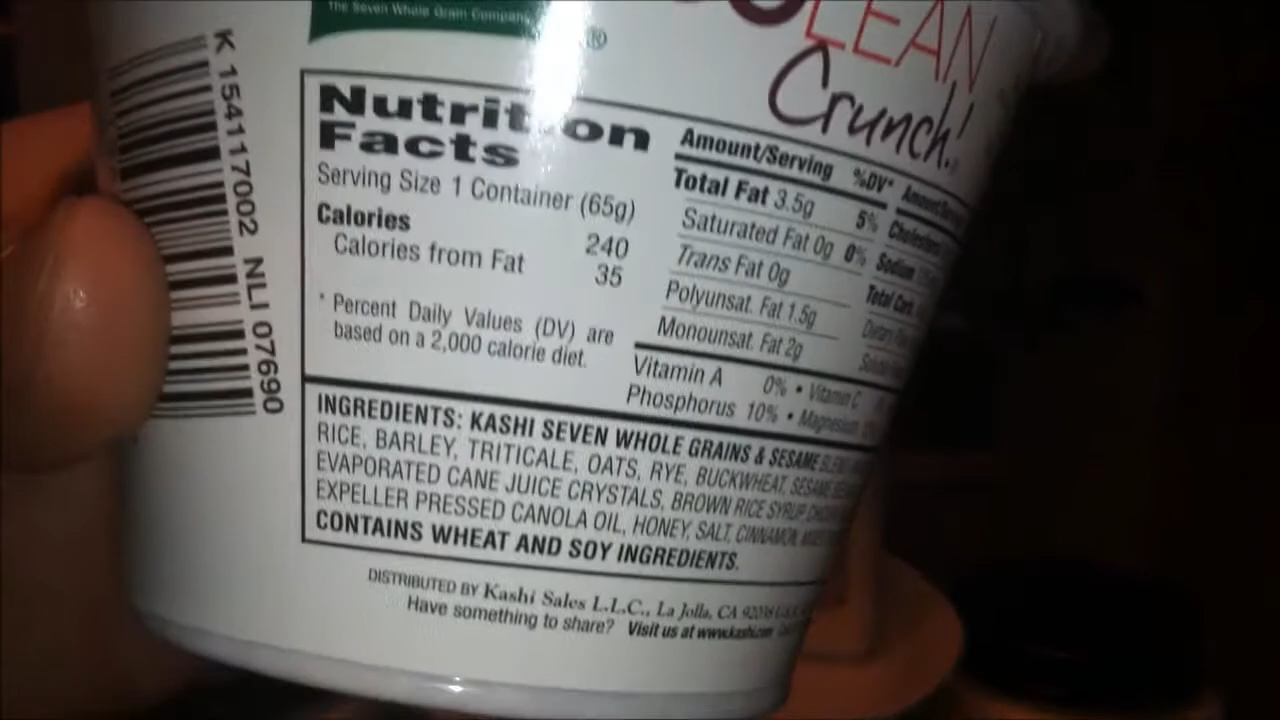 The Seven Whole Grain Company
®
LEAN
Crunch!
K 154117002 NLI 07690
Nutrition
Facts
Serving Size 1 Container (65g)
Calories 240
Calories from Fat 35
* Percent Daily Values (DV) are
based on a 2,000 calorie diet.
Amount/Serving %DV*
Total Fat 3.5g 5%
Saturated Fat 0g 0%
Trans Fat 0g
Polyunsat. Fat 1.5g
Monounsat. Fat 2g
Sodium
Total Carb.
Vitamin A 0% • Vitamin C
Phosphorus 10% • Magnesium
INGREDIENTS: KASHI SEVEN WHOLE GRAINS & SESAME
RICE, BARLEY, TRITICALE, OATS, RYE, BUCKWHEAT, SESAME
EVAPORATED CANE JUICE CRYSTALS, BROWN RICE SYRUP,
EXPELLER PRESSED CANOLA OIL, HONEY, SALT, CINNAMON,
CONTAINS WHEAT AND SOY INGREDIENTS.
DISTRIBUTED BY Kashi Sales L.L.C., La Jolla, CA
Have something to share? Visit us at www.kashi.com